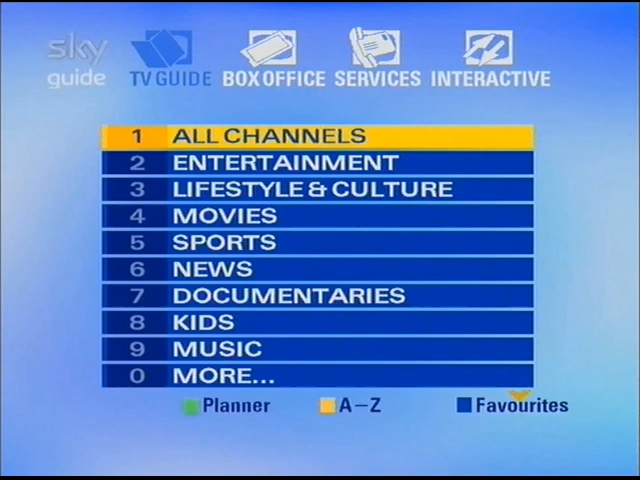 sky
guide
TV GUIDE BOX OFFICE SERVICES INTERACTIVE
1 ALL CHANNELS
2 ENTERTAINMENT
3 LIFESTYLE & CULTURE
4 MOVIES
5 SPORTS
6 NEWS
7 DOCUMENTARIES
8 KIDS
9 MUSIC
0 MORE...
Planner A-Z Favourites